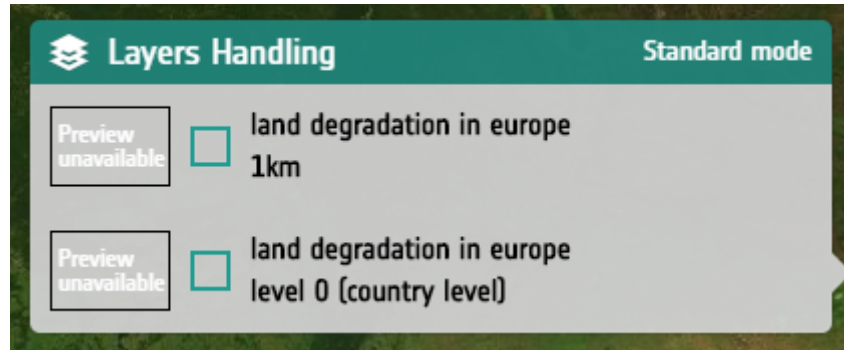 Layers Handling
Standard mode
Preview
unavailable
land degradation in europe
1km
Preview
unavailable
land degradation in europe
level 0 (country level)